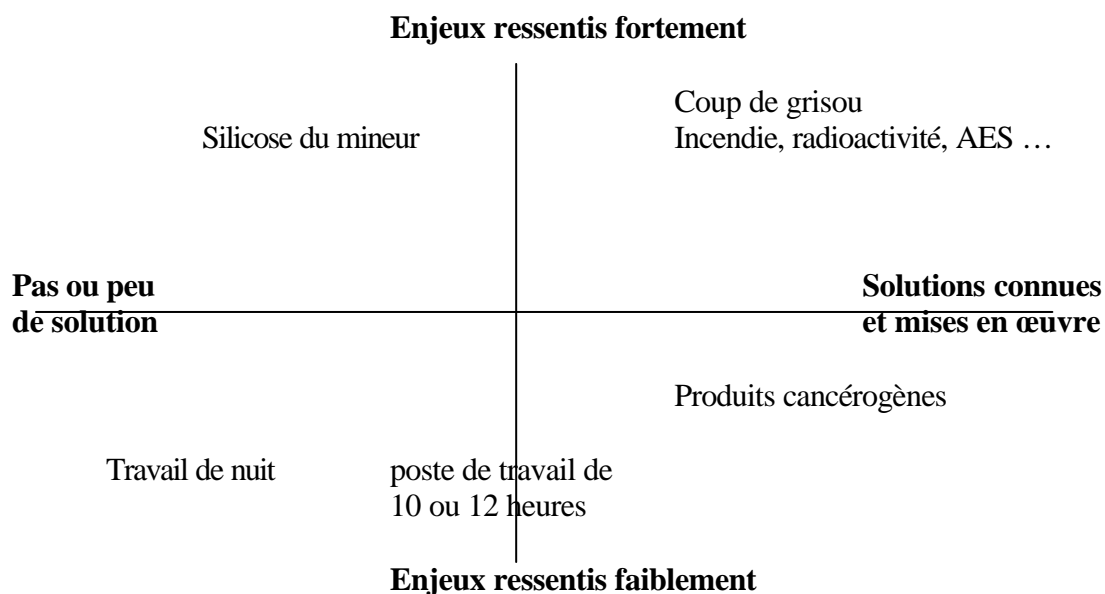 Enjeux ressentis fortement
Coup de grisou
Silicose du mineur
Incendie, radioactivité, AES …
Pas ou peu
de solution
Solutions connues
et mises en œuvre
Produits cancérogènes
Travail de nuit
poste de travail de
10 ou 12 heures
Enjeux ressentis faiblement